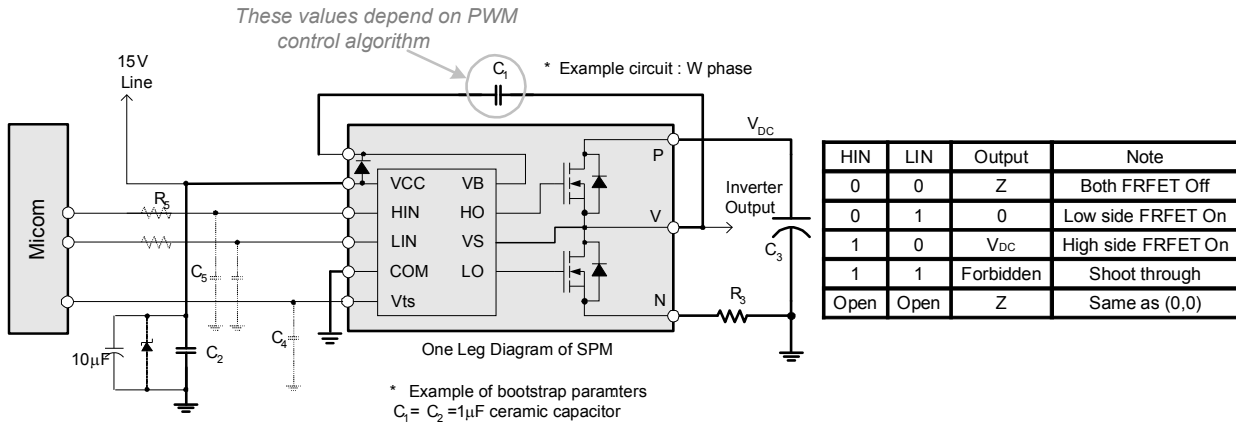 These values depend on PWM
control algorithm
15V
Line
C1
* Example circuit : W phase
VDC
P
Micom
R5
VCC
VB
HIN
HO
Inverter
Output
V
LIN
VS
C5
COM
LO
C3
Vts
N
R3
C4
10μF
C2
One Leg Diagram of SPM
* Example of bootstrap paramters
C1= C2 =1μF ceramic capacitor
HIN LIN Output Note
0 0 Z Both FRFET Off
0 1 0 Low side FRFET On
1 0 VDC High side FRFET On
1 1 Forbidden Shoot through
Open Open Z Same as (0,0)